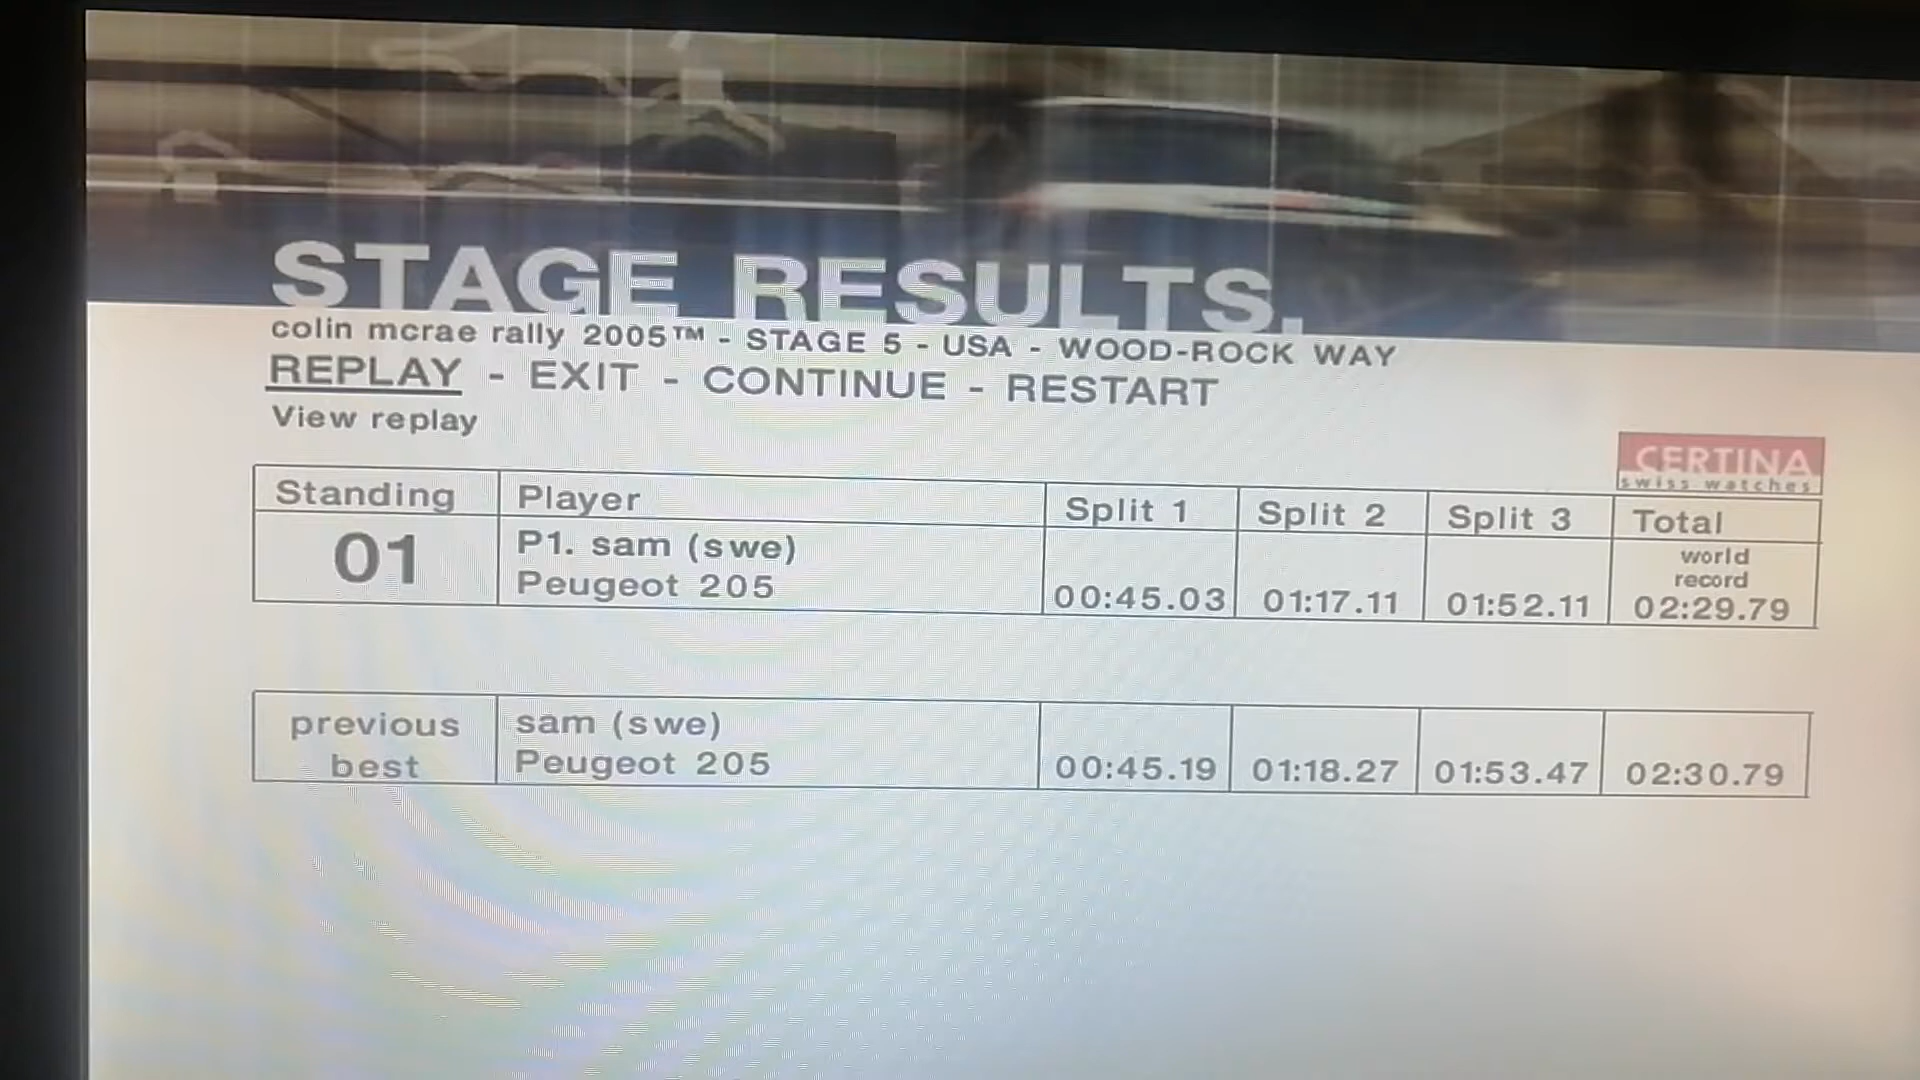 STAGE RESULTS.
colin mcrae rally 2005™ - STAGE 5 - USA - WOOD-ROCK WAY
REPLAY - EXIT - CONTINUE - RESTART
View replay
CERTINA
swiss watches
Standing Player Split 1 Split 2 Split 3 Total
01 P1. sam (swe) world
record
Peugeot 205 00:45.03 01:17.11 01:52.11 02:29.79
previous sam (swe)
best Peugeot 205 00:45.19 01:18.27 01:53.47 02:30.79